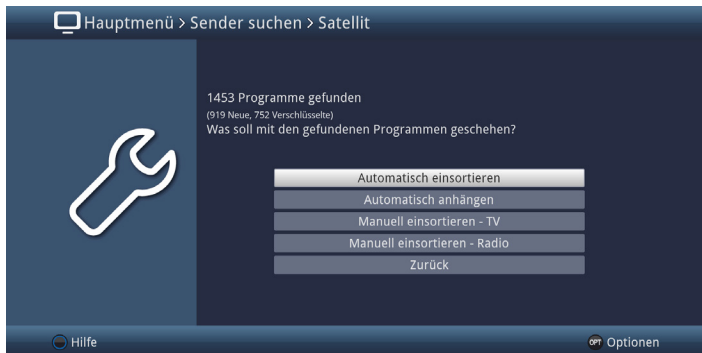 Hauptmenü > Sender suchen > Satellit
1453 Programme gefunden
(919 Neue, 752 Verschlüsselte)
Was soll mit den gefundenen Programmen geschehen?
Automatisch einsortieren
Automatisch anhängen
Manuell einsortieren - TV
Manuell einsortieren - Radio
Zurück
Hilfe
OPT Optionen